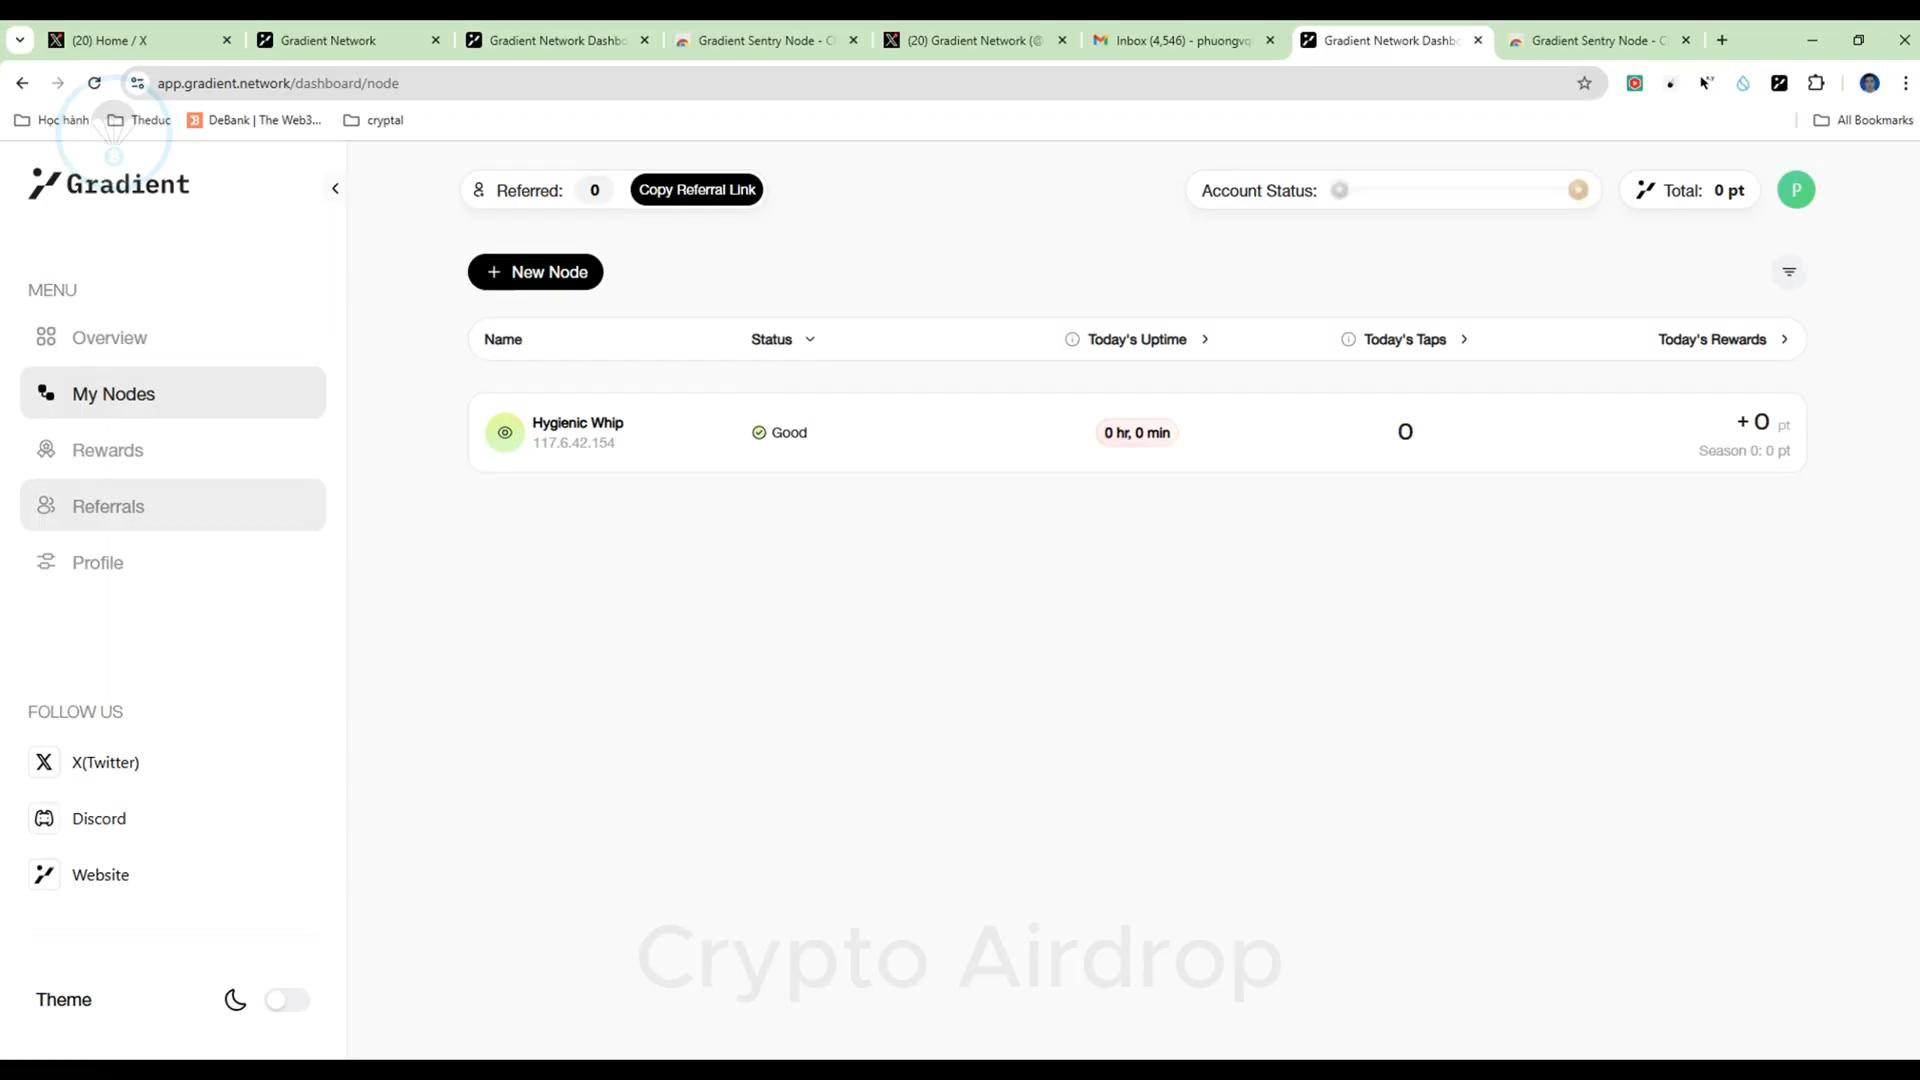 (20) Home / X
Gradient Network
Gradient Network Dashbo
Gradient Sentry Node - C
(20) Gradient Network (@
Inbox (4,546) - phuongvq
Gradient Network Dashbo
Gradient Sentry Node - C
app.gradient.network/dashboard/node
Học hành
Theduc
DeBank | The Web3...
cryptal
All Bookmarks
Gradient
Referred: 0
Copy Referral Link
Account Status:
Total: 0 pt
P
MENU
Overview
My Nodes
Rewards
Referrals
Profile
FOLLOW US
X(Twitter)
Discord
Website
Theme
+ New Node
Name
Status
Today's Uptime
Today's Taps
Today's Rewards
Hygienic Whip
117.6.42.154
Good
0 hr, 0 min
0
+ 0 pt
Season 0: 0 pt
Crypto Airdrop